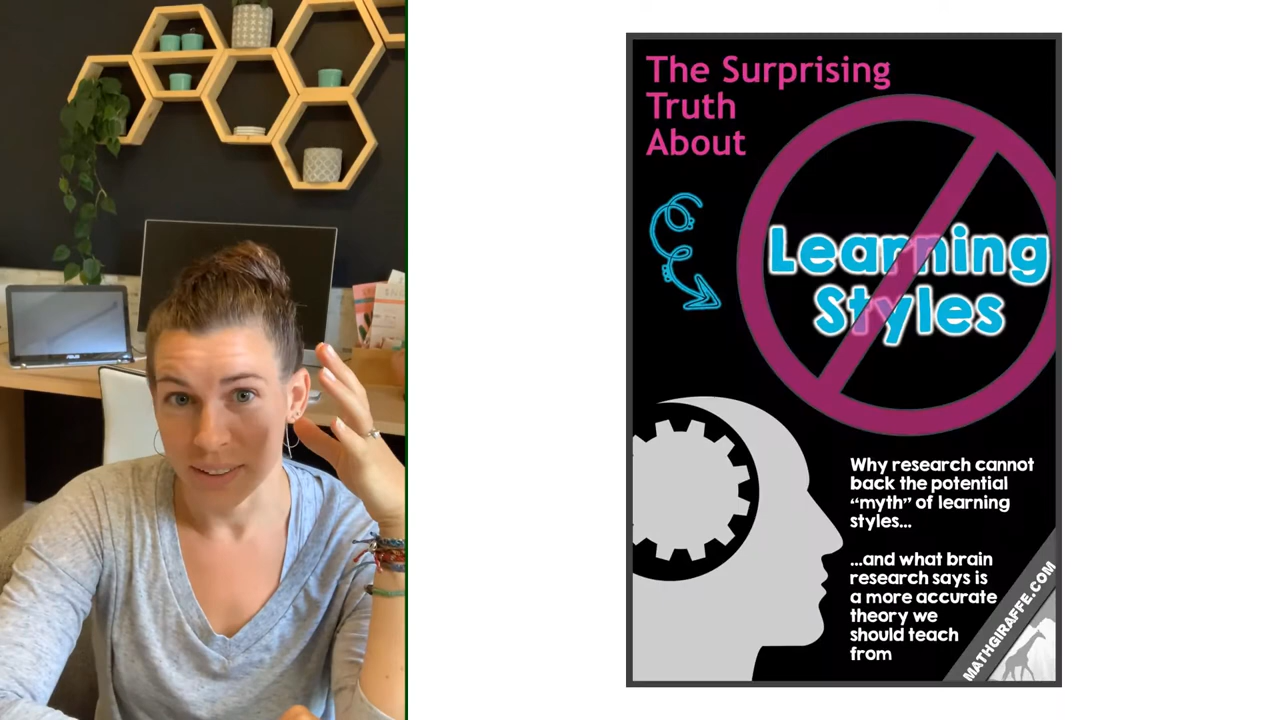 The Surprising
Truth
About
Learning
Styles
Why research cannot
back the potential
“myth” of learning
styles...
...and what brain
research says is
a more accurate
theory we
should teach
from
MATHGIRAFFE.COM
ASUS